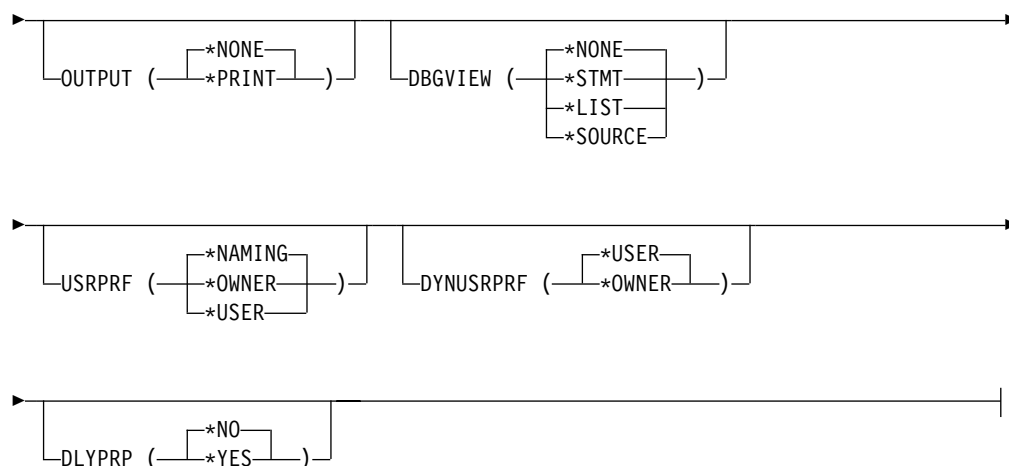 *NONE *NONE
OUTPUT ( *PRINT ) DBGVIEW ( *STMT )
*LIST
*SOURCE
*NAMING *USER
USRPRF ( *OWNER ) DYNUSRPRF ( *OWNER )
*USER
*NO
DLYPRP ( *YES )